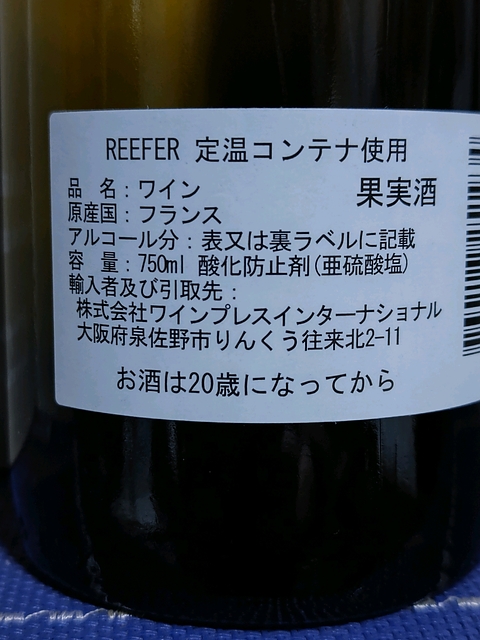 REEFER 定温コンテナ使用
品 名：ワイン
果実酒
原産国：フランス
アルコール分：表又は裏ラベルに記載
容 量：750ml 酸化防止剤(亜硫酸塩)
輸入者及び引取先：
株式会社ワインプレスインターナショナル
大阪府泉佐野市りんくう往来北2-11
お酒は20歳になってから